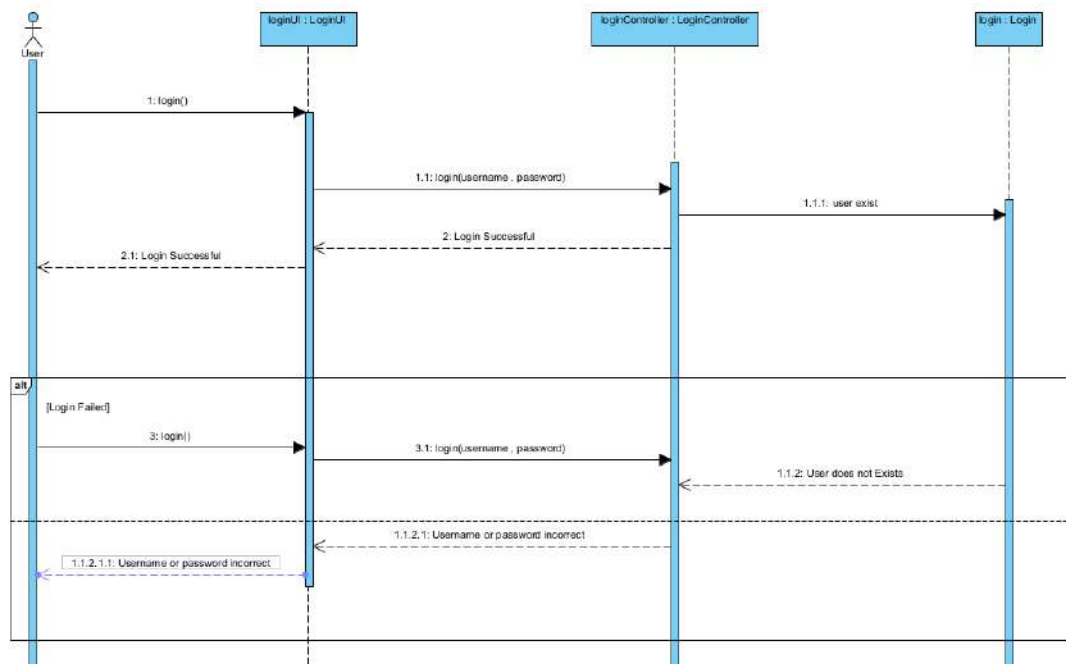 loginUI : LoginUI
loginController : LoginController
login : Login
User
1: login()
1.1: login(username , password)
1.1.1: user exist
2: Login Successful
2.1: Login Successful
alt
[Login Failed]
3: login()
3.1: login(username , password)
1.1.2: User does not Exists
1.1.2.1: Username or password incorrect
1.1.2.1.1: Username or password incorrect